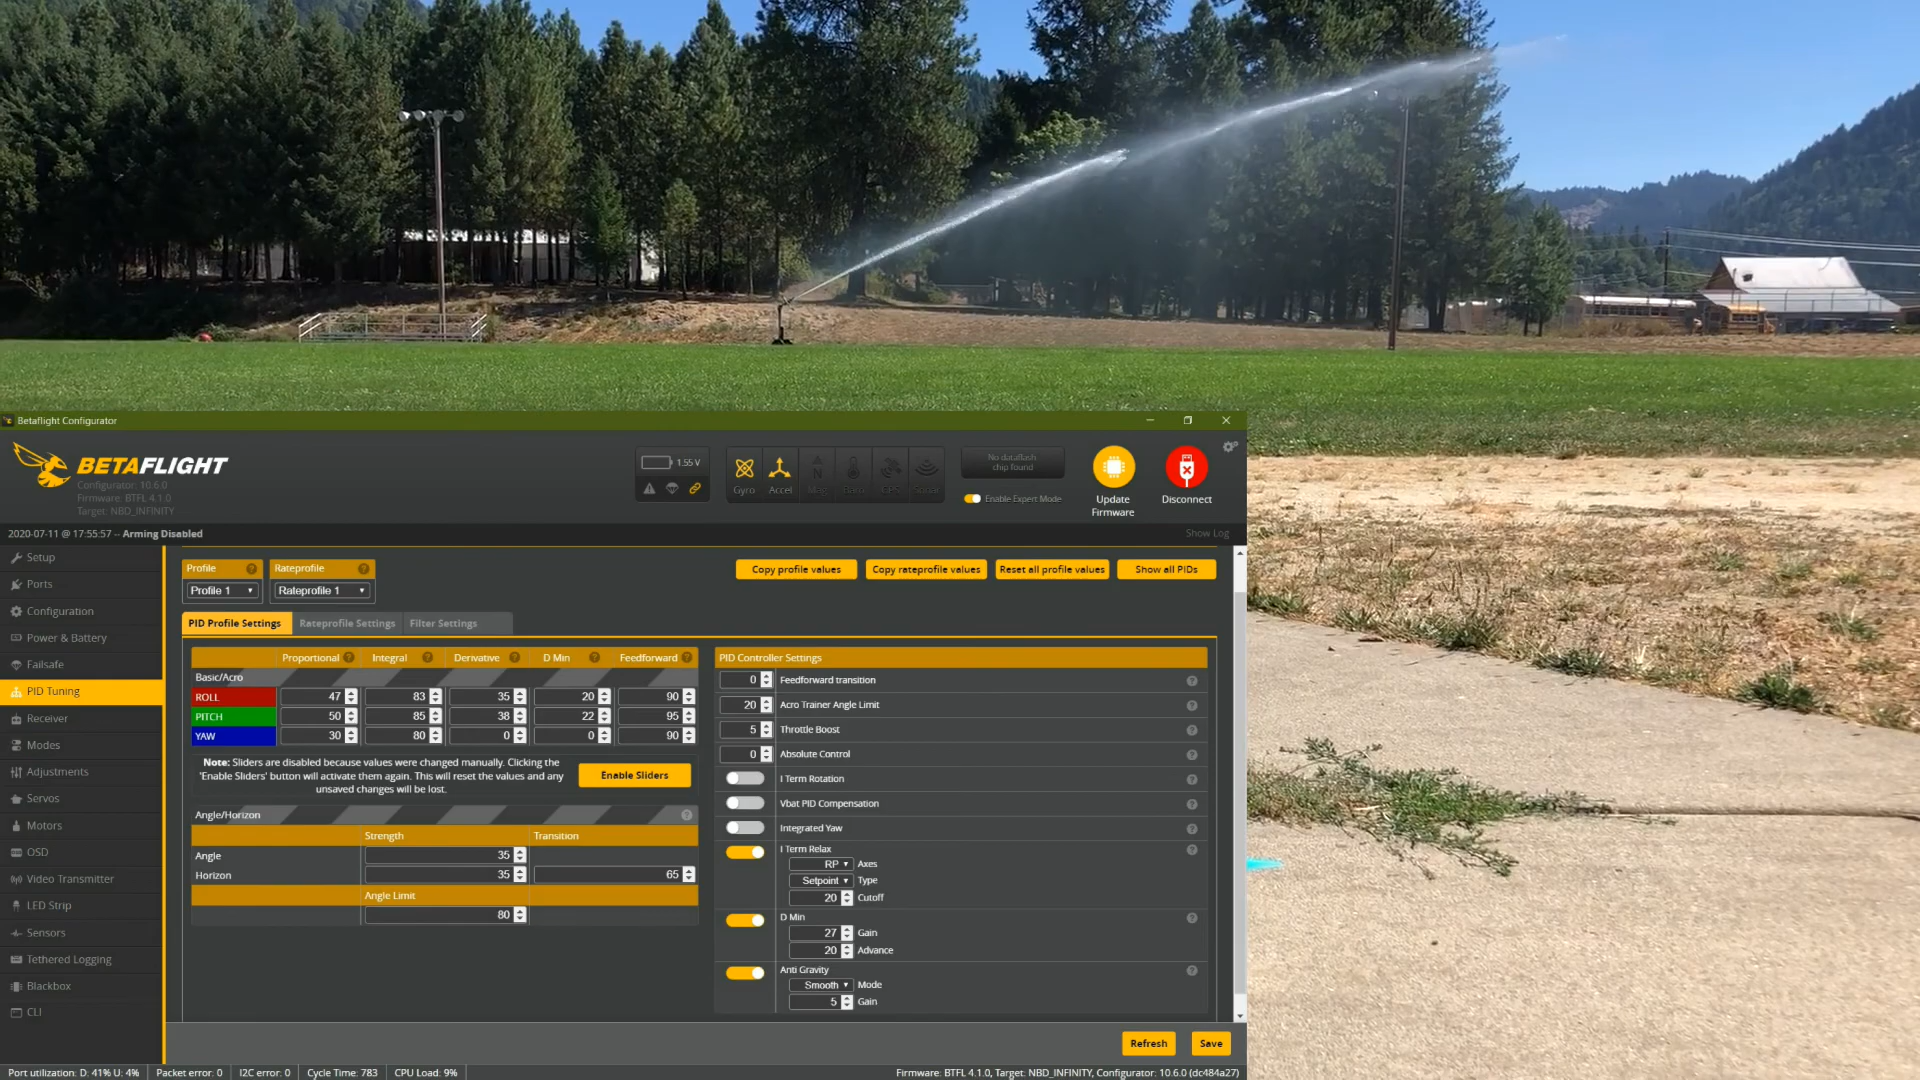 Betaflight Configurator
BETAFLIGHT
Configurator: 10.6.0
Firmware: BTFL 4.1.0
Target: NBD_INFINITY
1.55 V
Gyro Accel Mag Baro GPS Sonar
No dataflash
chip found
Enable Expert Mode
Update
Firmware
Disconnect
2020-07-11 @ 17:55:57 -- Arming Disabled
Show Log
Setup
Ports
Configuration
Power & Battery
Failsafe
PID Tuning
Receiver
Modes
Adjustments
Servos
Motors
OSD
Video Transmitter
LED Strip
Sensors
Tethered Logging
Blackbox
CLI
Profile
Profile 1
Rateprofile
Rateprofile 1
Copy profile values
Copy rateprofile values
Reset all profile values
Show all PIDs
PID Profile Settings
Rateprofile Settings
Filter Settings
Proportional Integral Derivative D Min Feedforward
Basic/Acro
ROLL 47 83 35 20 90
PITCH 50 85 38 22 95
YAW 30 80 0 0 90
Note: Sliders are disabled because values were changed manually. Clicking the
'Enable Sliders' button will activate them again. This will reset the values and any
unsaved changes will be lost.
Enable Sliders
Angle/Horizon
Strength Transition
Angle 35
Horizon 35 65
Angle Limit
80
PID Controller Settings
0 Feedforward transition
20 Acro Trainer Angle Limit
5 Throttle Boost
0 Absolute Control
I Term Rotation
Vbat PID Compensation
Integrated Yaw
I Term Relax
RP Axes
Setpoint Type
20 Cutoff
D Min
27 Gain
20 Advance
Anti Gravity
Smooth Mode
5 Gain
Refresh
Save
Port utilization: D: 41% U: 4% Packet error: 0 I2C error: 0 Cycle Time: 783 CPU Load: 9% Firmware: BTFL 4.1.0, Target: NBD_INFINITY, Configurator: 10.6.0 (dc484a27)